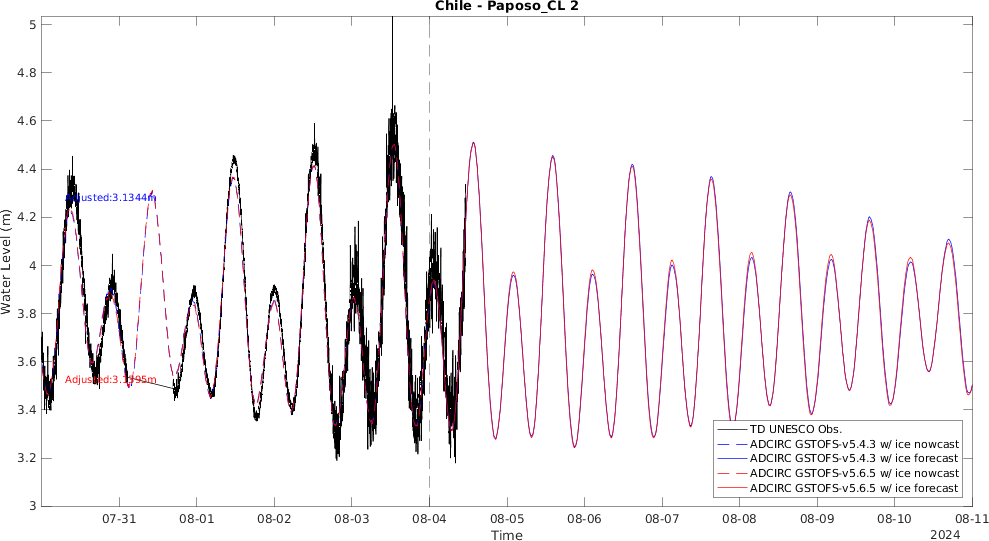 Chile - Paposo_CL 2
5
4.8
4.6
4.4
4.2
4
3.8
3.6
3.4
3.2
3
Water Level (m)
Adjusted:3.1344m
Adjusted:3.1395m
TD UNESCO Obs.
ADCIRC GSTOFS-v5.4.3 w/ ice nowcast
ADCIRC GSTOFS-v5.4.3 w/ ice forecast
ADCIRC GSTOFS-v5.6.5 w/ ice nowcast
ADCIRC GSTOFS-v5.6.5 w/ ice forecast
07-31 08-01 08-02 08-03 08-04 08-05 08-06 08-07 08-08 08-09 08-10 08-11
Time
2024